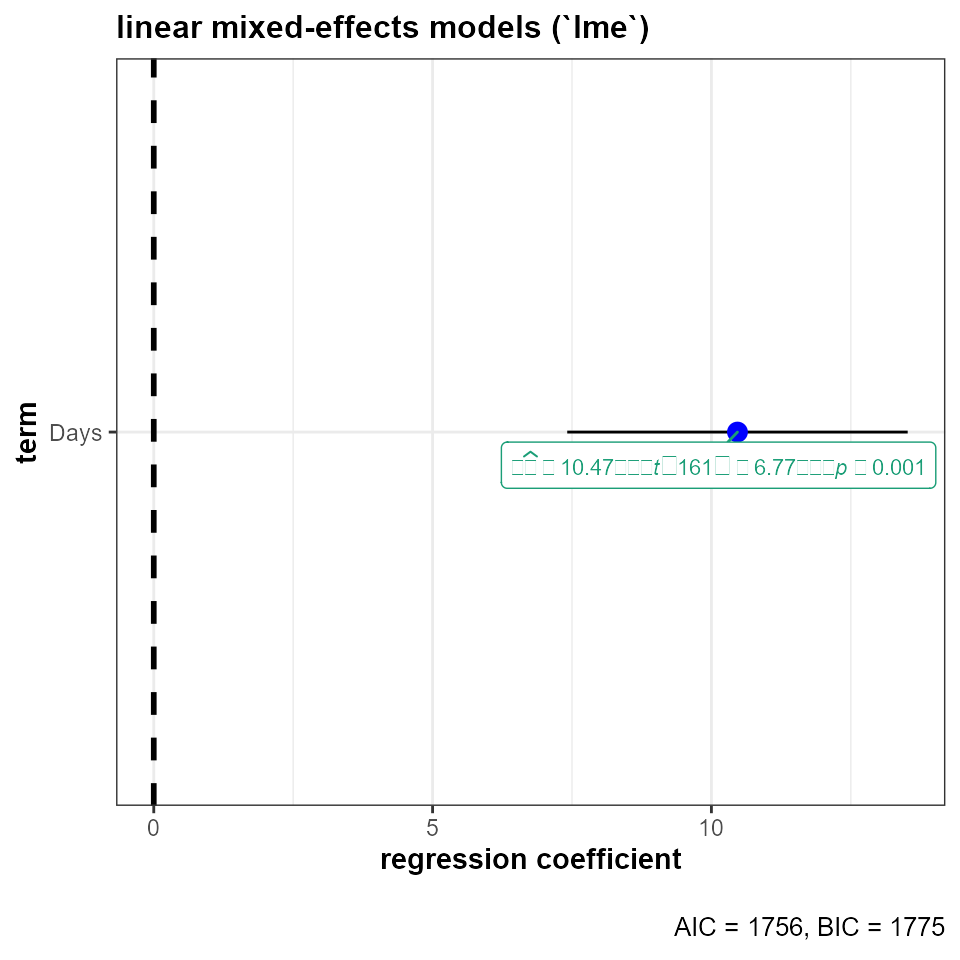 linear mixed-effects models (`lme`)
term
Days
□□ □ 10.47□□□t□161□ □ 6.77□□□p □ 0.001
0 5 10
regression coefficient
AIC = 1756, BIC = 1775